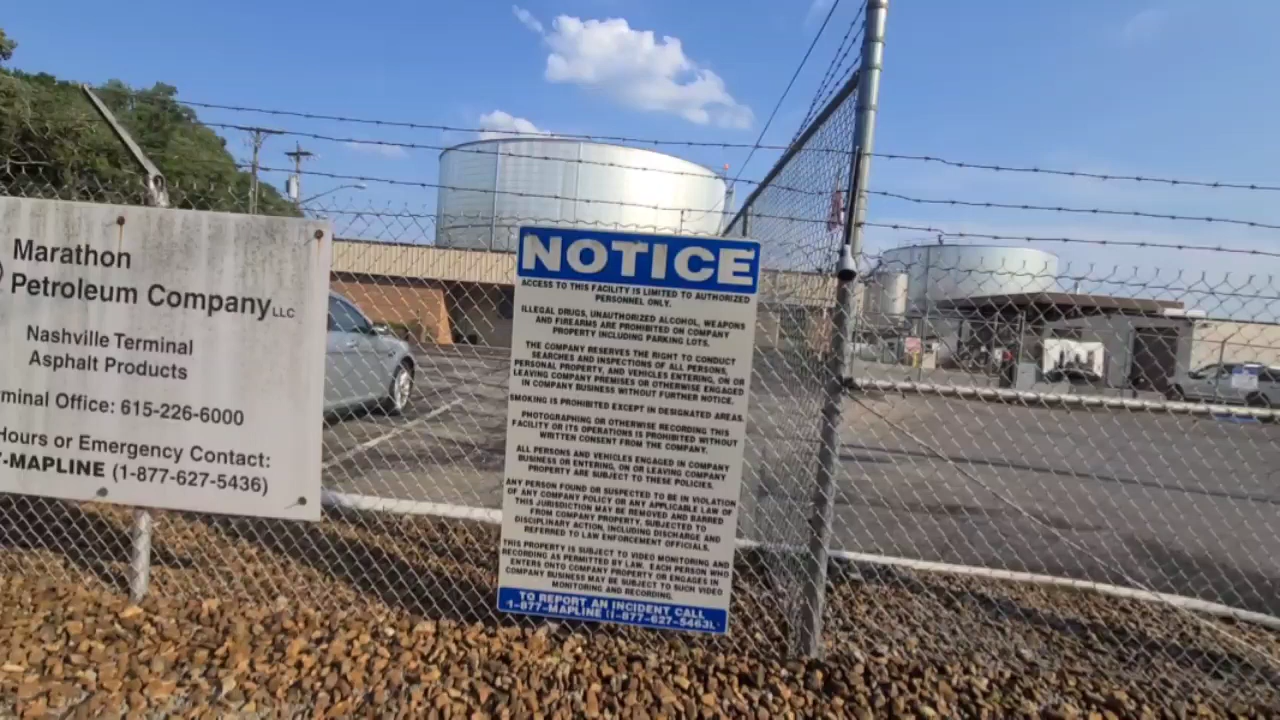 Marathon
Petroleum Company LLC
Nashville Terminal
Asphalt Products
minal Office: 615-226-6000
Hours or Emergency Contact:
7-MAPLINE (1-877-627-5436)
NOTICE
ACCESS TO THIS FACILITY IS LIMITED TO AUTHORIZED
PERSONNEL ONLY.
ILLEGAL DRUGS, UNAUTHORIZED ALCOHOL, WEAPONS
AND FIREARMS ARE PROHIBITED ON COMPANY
PROPERTY INCLUDING PARKING LOTS.
THE COMPANY RESERVES THE RIGHT TO CONDUCT
SEARCHES AND INSPECTIONS OF ALL PERSONS,
PERSONAL PROPERTY, AND VEHICLES ENTERING, ON OR
LEAVING COMPANY PREMISES OR OTHERWISE ENGAGED
IN COMPANY BUSINESS WITHOUT FURTHER NOTICE.
SMOKING IS PROHIBITED EXCEPT IN DESIGNATED AREAS.
PHOTOGRAPHING OR OTHERWISE RECORDING THIS
FACILITY OR ITS OPERATIONS IS PROHIBITED WITHOUT
WRITTEN CONSENT FROM THE COMPANY.
ALL PERSONS AND VEHICLES ENGAGED IN COMPANY
BUSINESS OR ENTERING, ON OR LEAVING COMPANY
PROPERTY ARE SUBJECT TO THESE POLICIES.
ANY PERSON FOUND OR SUSPECTED TO BE IN VIOLATION
OF ANY COMPANY POLICY OR ANY APPLICABLE LAW OF
THIS JURISDICTION MAY BE REMOVED AND BARRED
FROM COMPANY PROPERTY, SUBJECTED TO
DISCIPLINARY ACTION, INCLUDING DISCHARGE AND
REFERRED TO LAW ENFORCEMENT OFFICIALS.
THIS PROPERTY IS SUBJECT TO VIDEO MONITORING AND
RECORDING AS PERMITTED BY LAW. EACH PERSON WHO
ENTERS ONTO COMPANY PROPERTY OR ENGAGES IN
COMPANY BUSINESS MAY BE SUBJECT TO SUCH VIDEO
MONITORING AND RECORDING.
TO REPORT AN INCIDENT CALL
1-877-MAPLINE (1-877-627-5463).